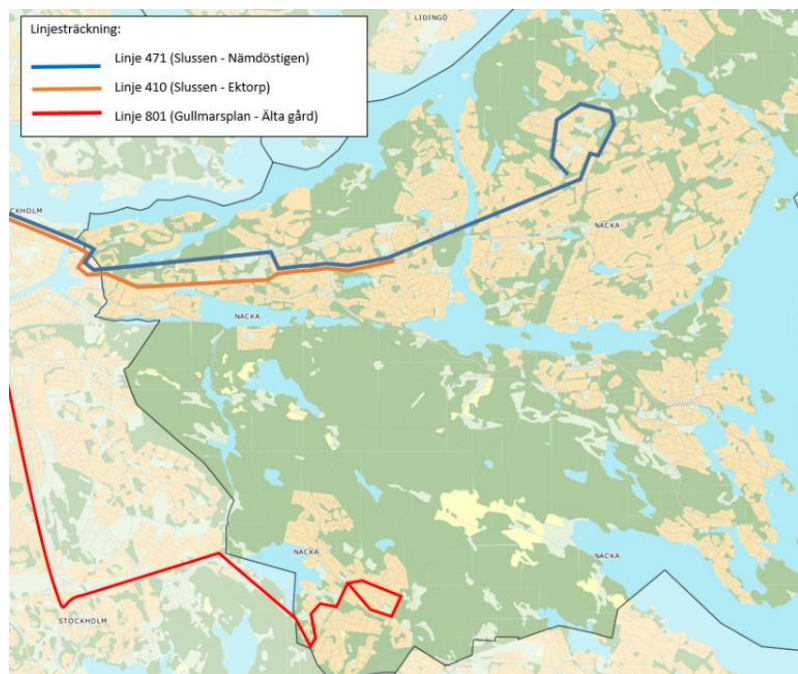 Linjesträckning:
Linje 471 (Slussen - Nämdöstigen)
Linje 410 (Slussen - Ektorp)
Linje 801 (Gullmarsplan - Älta gård)
LIDINGÖ
CKHOLM
NACKA
NACKA
NACKA
NACKA
STOCKHOLM